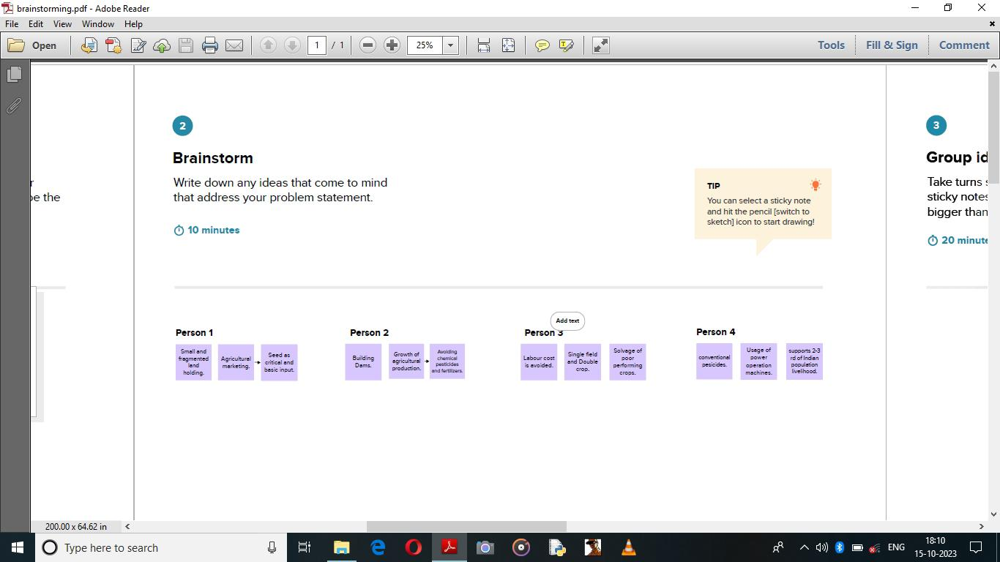 brainstorming.pdf - Adobe Reader
File Edit View Window Help
Open 1 / 1 25% Tools Fill & Sign Comment
2
Brainstorm
Write down any ideas that come to mind
that address your problem statement.
10 minutes
TIP
You can select a sticky note
and hit the pencil [switch to
sketch] icon to start drawing!
3
Group id
Take turns
sticky notes
bigger than
20 minute
r
be the
Add text
Person 1
Small and
fragmented
land
holding.
Agricultural
marketing.
Seed as
critical and
basic input.
Person 2
Building
Dams.
Growth of
agricultural
production.
Avoiding
chemical
pesticides
and fertilizers.
Person 3
Labour cost
is avoided.
Single field
and Double
crop.
Solvage of
poor
performing
crops.
Person 4
conventional
pesicides.
Usage of
power
operation
machines.
supports 2-3
rd of Indian
population
livelihood.
200.00 x 64.62 in
Type here to search
ENG
18:10
15-10-2023